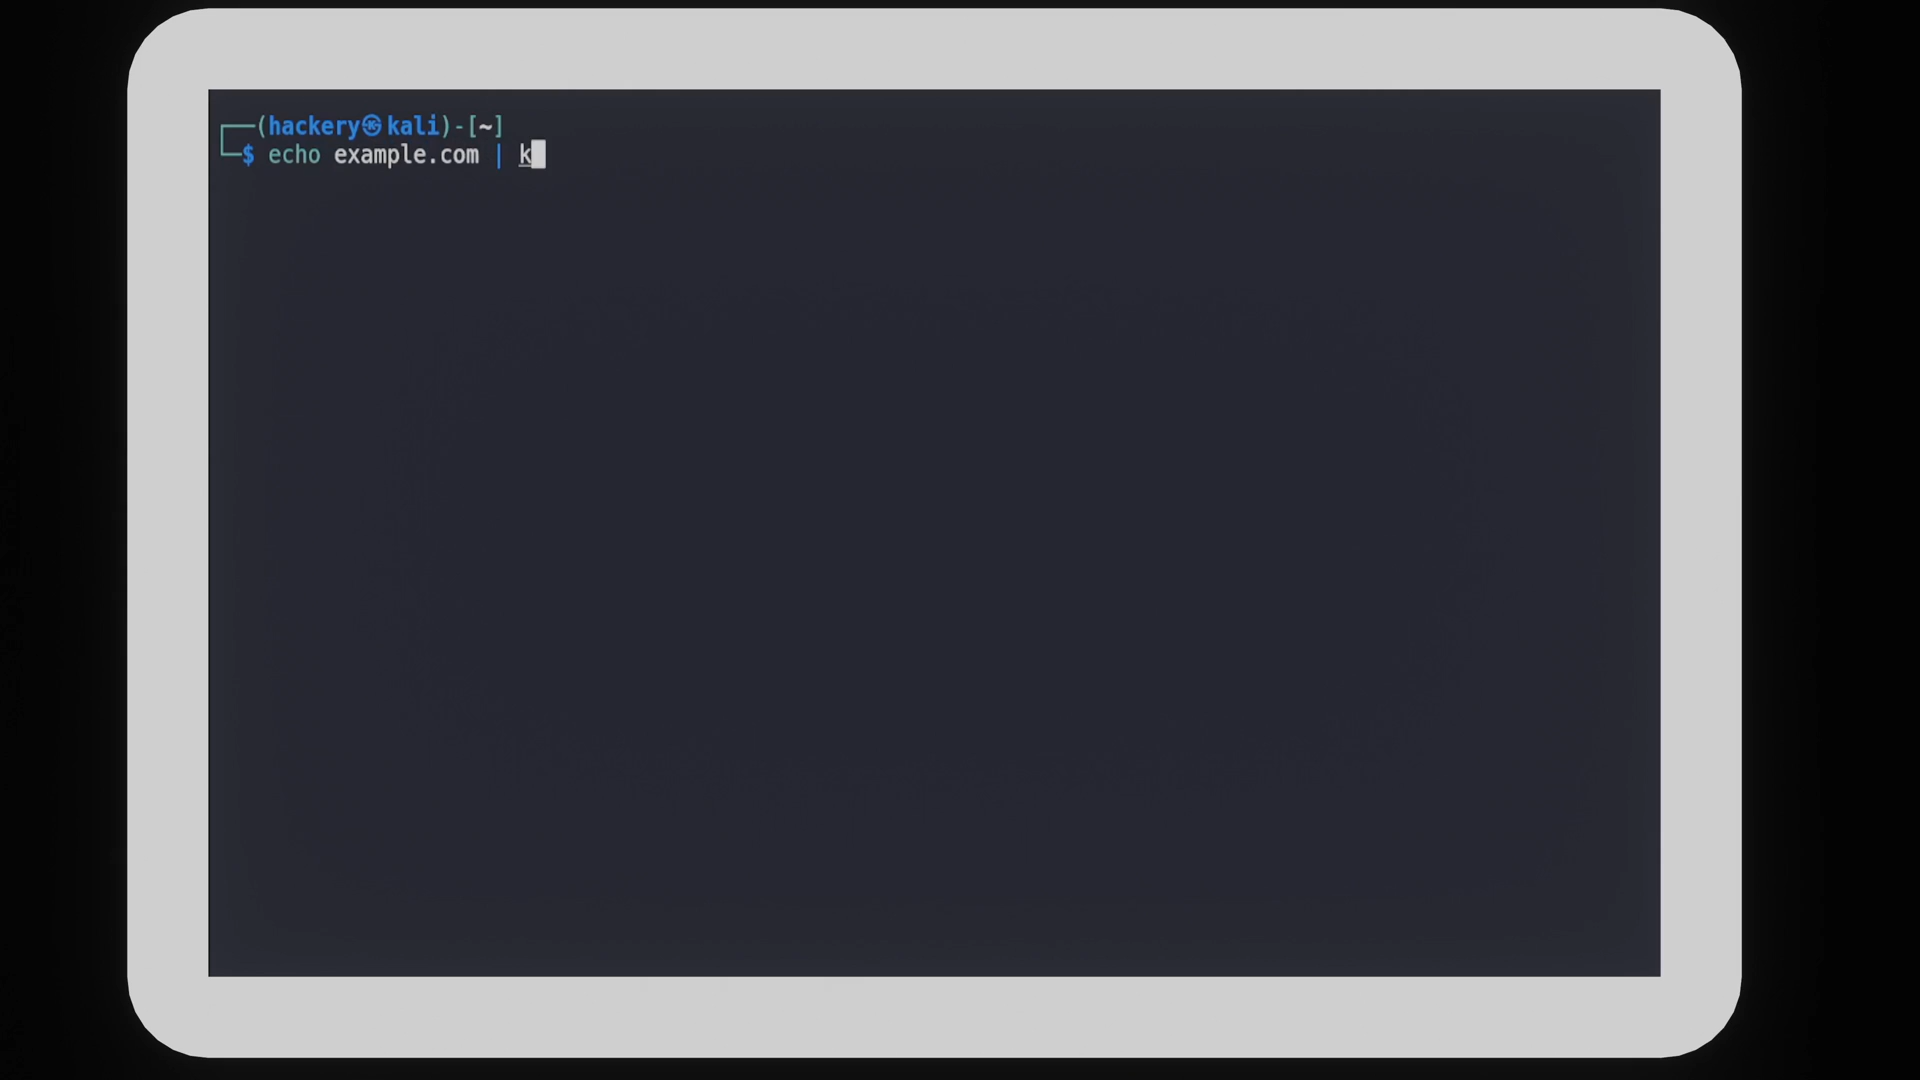 ┌──(hackery㉿kali)-[~]
└─$ echo example.com | k